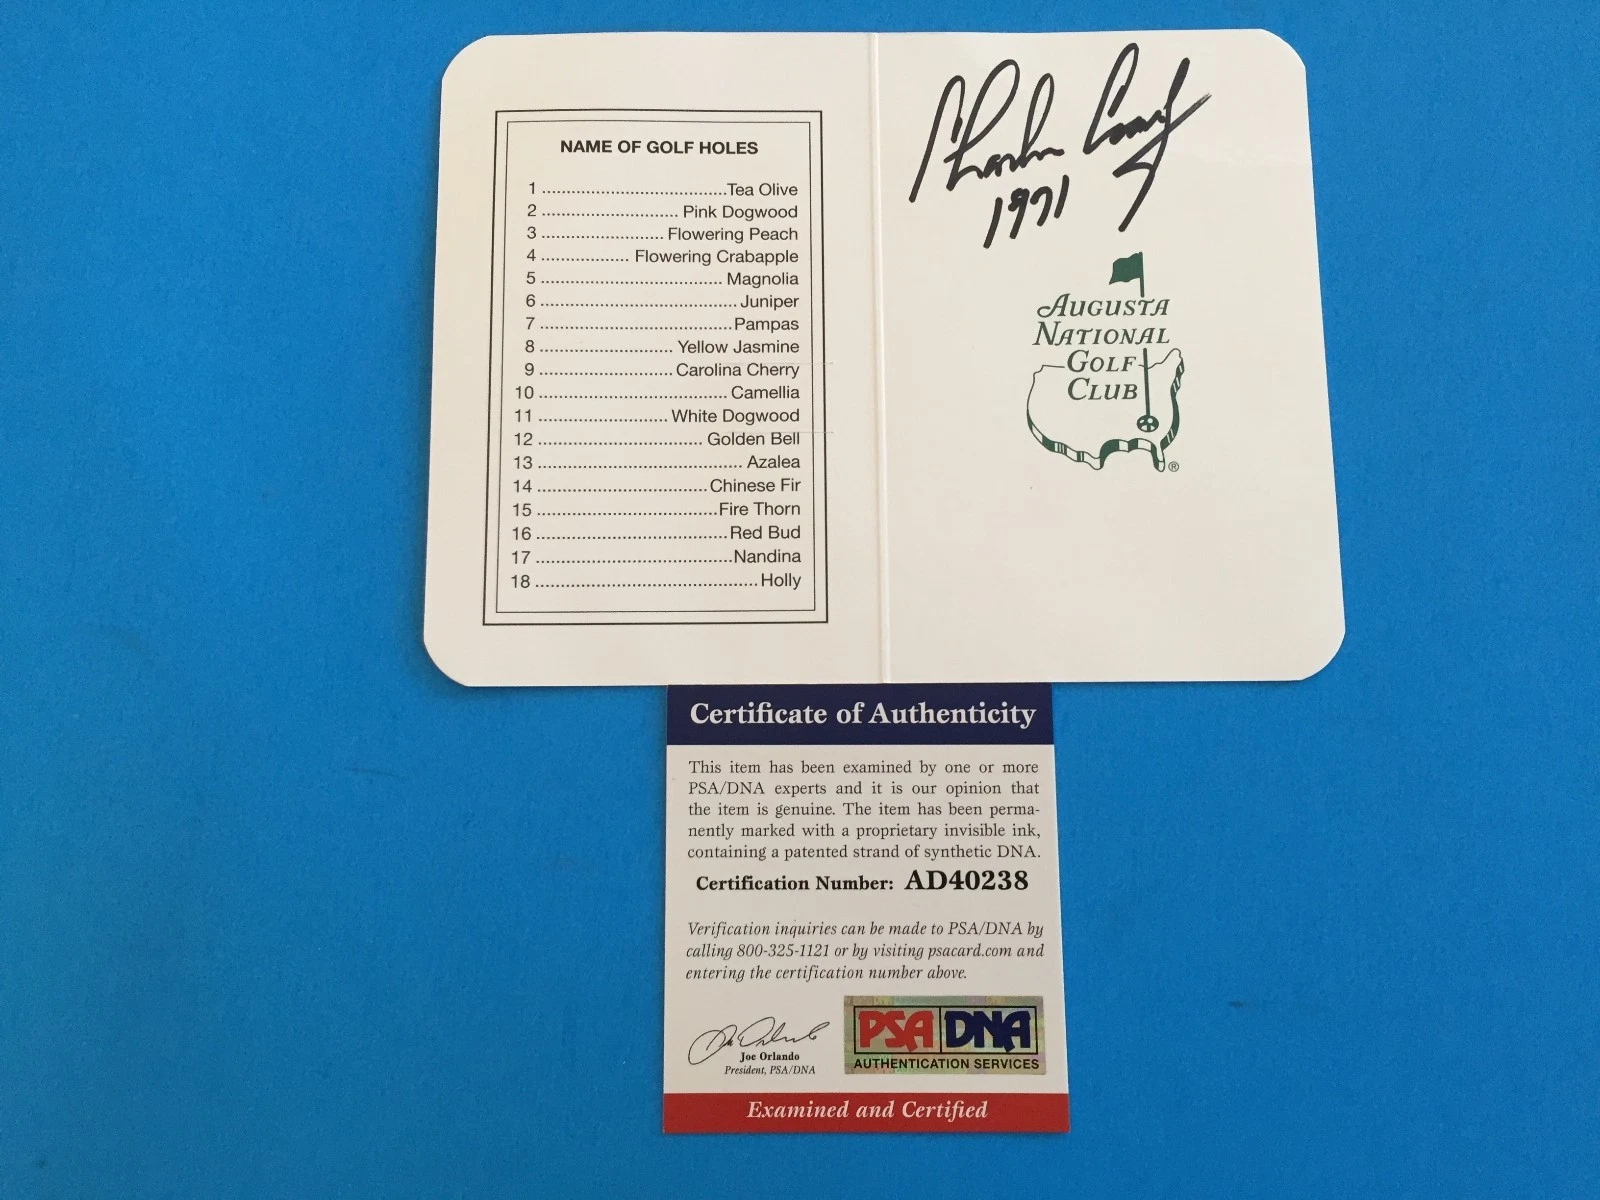 NAME OF GOLF HOLES
1 ........................................Tea Olive
2 ............................. Pink Dogwood
3 .......................... Flowering Peach
4 ................... Flowering Crabapple
5 ....................................... Magnolia
6 .......................................... Juniper
7 .........................................Pampas
8 ............................ Yellow Jasmine
9 ............................ Carolina Cherry
10 ........................................ Camellia
11 ........................... White Dogwood
12 ................................... Golden Bell
13 ........................................... Azalea
14 ....................................Chinese Fir
15 ......................................Fire Thorn
16 .........................................Red Bud
17 ..........................................Nandina
18 ................................................Holly
Charles Coody
1971
AUGUSTA
NATIONAL
GOLF
CLUB
®
Certificate of Authenticity
This item has been examined by one or more
PSA/DNA experts and it is our opinion that
the item is genuine. The item has been perma-
nently marked with a proprietary invisible ink,
containing a patented strand of synthetic DNA.
Certification Number: AD40238
Verification inquiries can be made to PSA/DNA by
calling 800-325-1121 or by visiting psacard.com and
entering the certification number above.
Joe Orlando
President, PSA/DNA
PSA DNA
AUTHENTICATION SERVICES
Examined and Certified